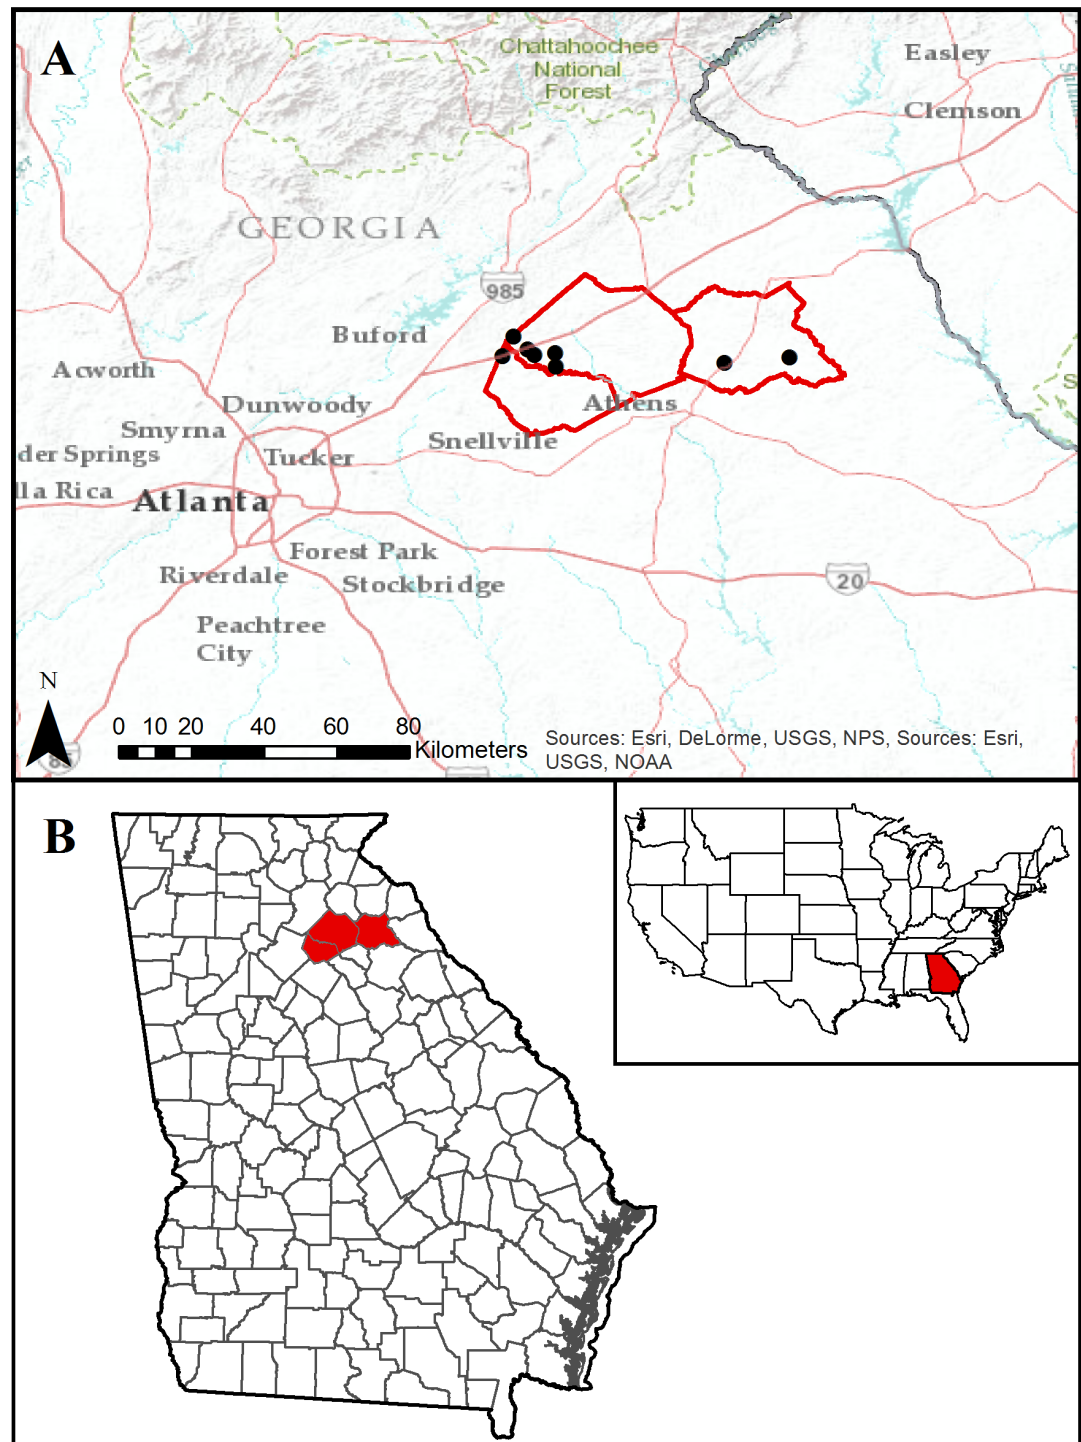 A
Chattahoochee
National
Forest
Easley
Clemson
GEORGIA
985
Buford
Acworth
Dunwoody
Smyrna
der Springs
Tucker
Snellville
Athens
lla Rica
Atlanta
Forest Park
Riverdale
Stockbridge
20
Peachtree
City
N
0 10 20 40 60 80
Kilometers
Sources: Esri, DeLorme, USGS, NPS, Sources: Esri,
USGS, NOAA
B